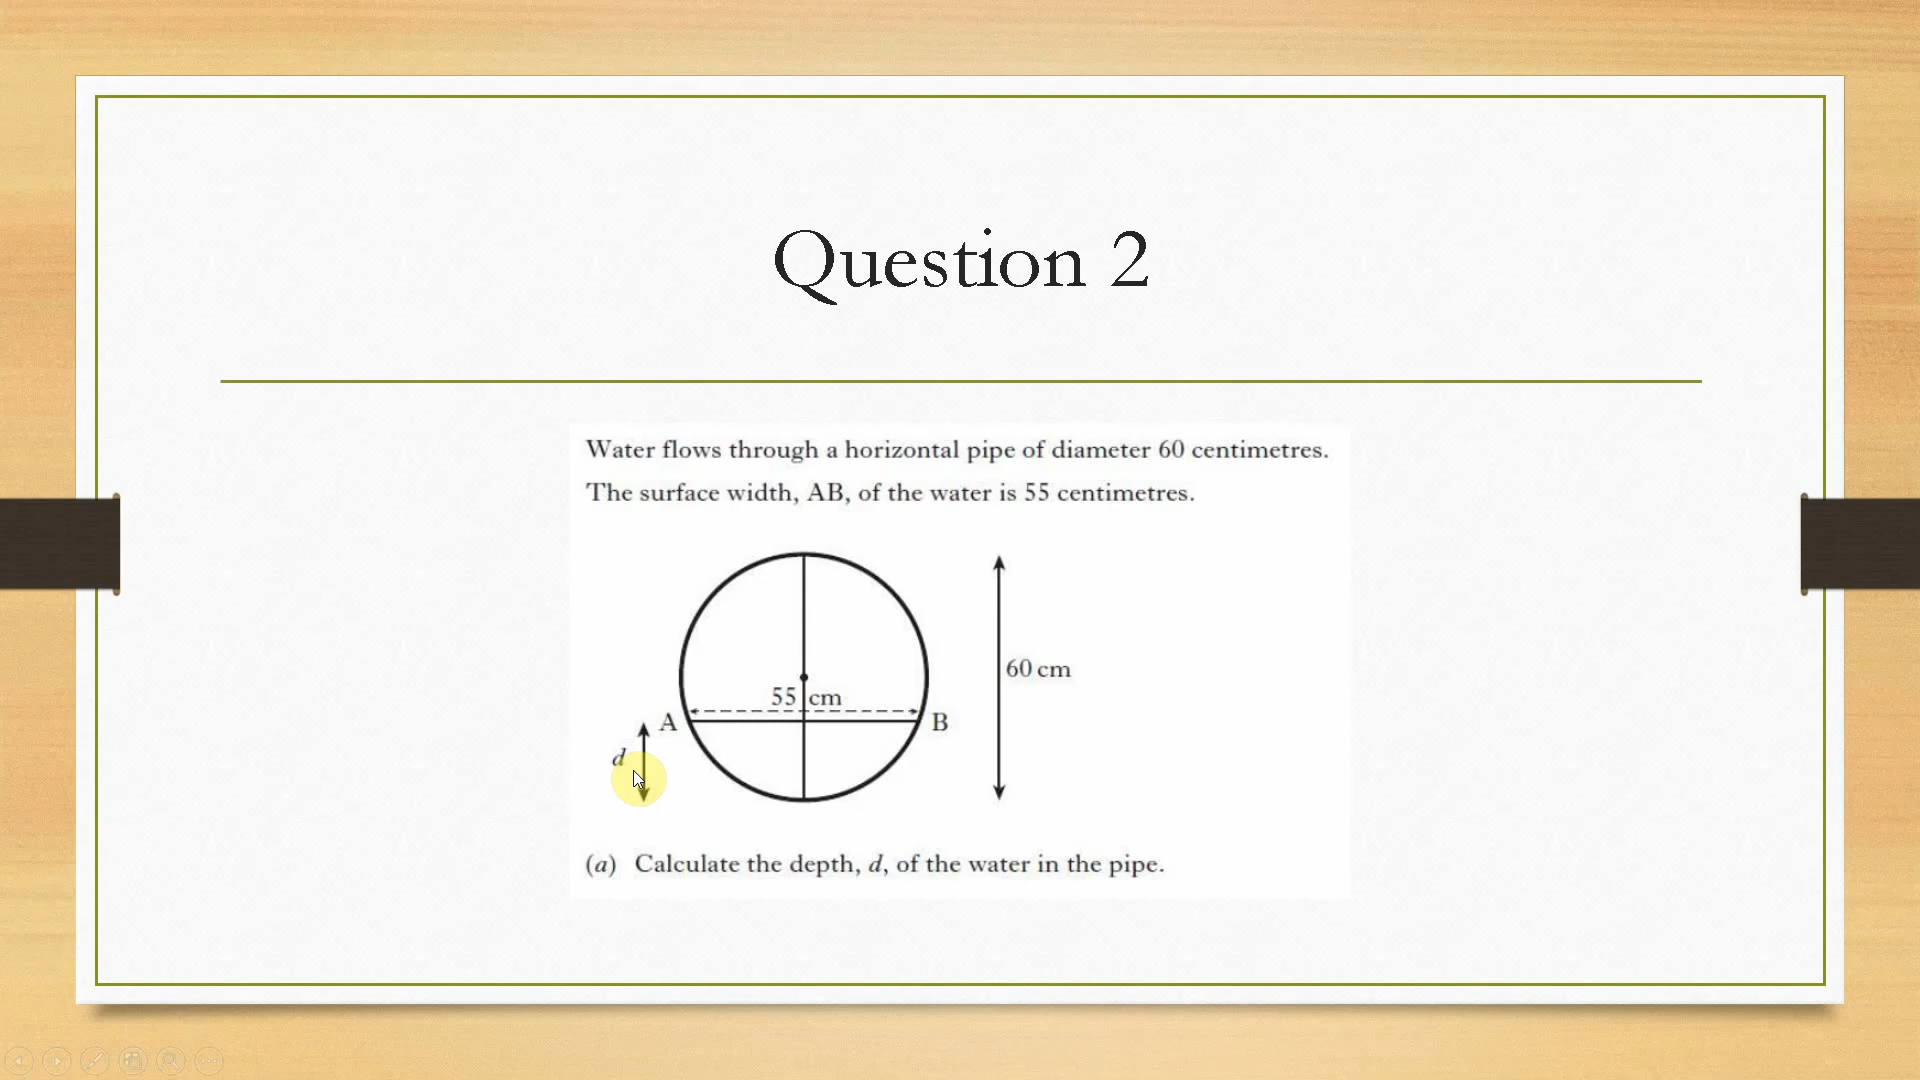 Question 2
Water flows through a horizontal pipe of diameter 60 centimetres.
The surface width, AB, of the water is 55 centimetres.
60 cm
55 cm
A
B
d
(a) Calculate the depth, d, of the water in the pipe.